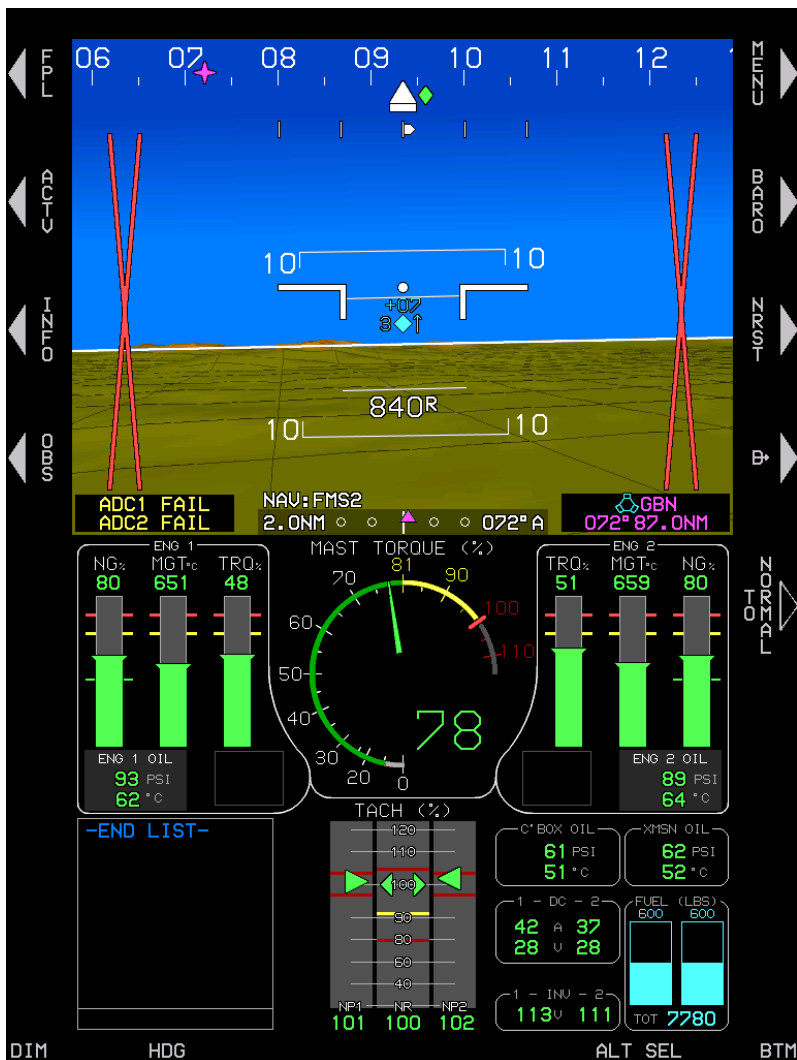 FPL
MENU
06 07 08 09 10 11 12
ACTV
BARO
10 10
+07
3
INFO
NRST
840R
10 10
OBS
ADC1 FAIL
ADC2 FAIL
NAV:FMS2
2.0NM 072°A
GBN
072°87.0NM
ENG 1
NG% MGT°C TRQ%
80 651 48
ENG 1 OIL
93 PSI
62 °C
MAST TORQUE (%)
81
70 90
60 100
50 110
40
30
20 0
78
ENG 2
TRQ% MGT°C NG%
51 659 80
ENG 2 OIL
89 PSI
64 °C
TO NORMAL
-END LIST-
TACH (%)
120
110
100
90
80
60
40
NP1 NR NP2
101 100 102
C'BOX OIL
61 PSI
51 °C
XMSN OIL
62 PSI
52 °C
1 - DC - 2
42 A 37
28 V 28
1 - INV - 2
113V 111
FUEL (LBS)
600 600
TOT 7780
DIM HDG ALT SEL BTM